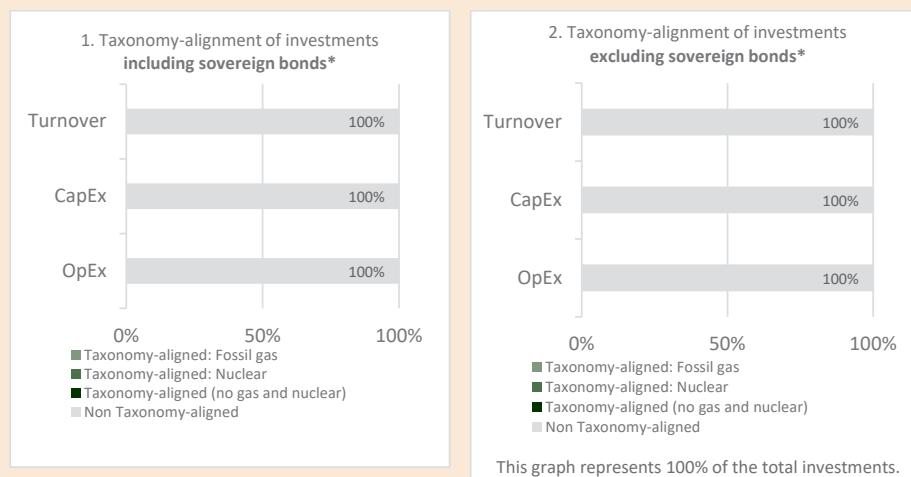 1. Taxonomy-alignment of investments
including sovereign bonds*
Turnover
100%
CapEx
100%
OpEx
100%
0%
50%
100%
Taxonomy-aligned: Fossil gas
Taxonomy-aligned: Nuclear
Taxonomy-aligned (no gas and nuclear)
Non Taxonomy-aligned
2. Taxonomy-alignment of investments
excluding sovereign bonds*
Turnover
100%
CapEx
100%
OpEx
100%
0%
50%
100%
Taxonomy-aligned: Fossil gas
Taxonomy-aligned: Nuclear
Taxonomy-aligned (no gas and nuclear)
Non Taxonomy-aligned
This graph represents 100% of the total investments.